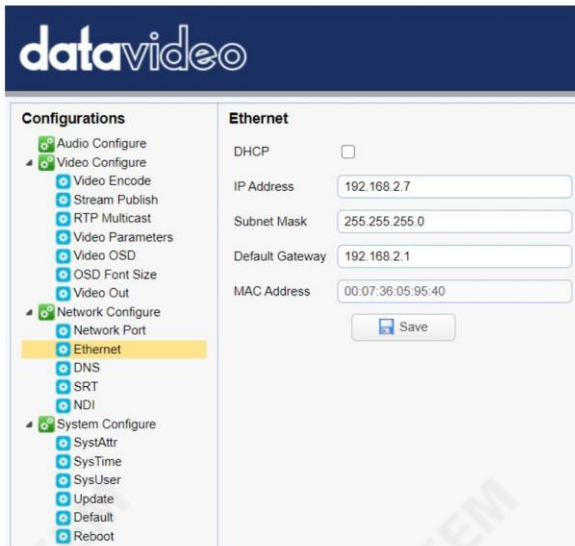 datavideo
Configurations
Audio Configure
Video Configure
Video Encode
Stream Publish
RTP Multicast
Video Parameters
Video OSD
OSD Font Size
Video Out
Network Configure
Network Port
Ethernet
DNS
SRT
NDI
System Configure
SystAttr
SysTime
SysUser
Update
Default
Reboot
Ethernet
DHCP
IP Address 192.168.2.7
Subnet Mask 255.255.255.0
Default Gateway 192.168.2.1
MAC Address 00:07:36:05:95:40
Save